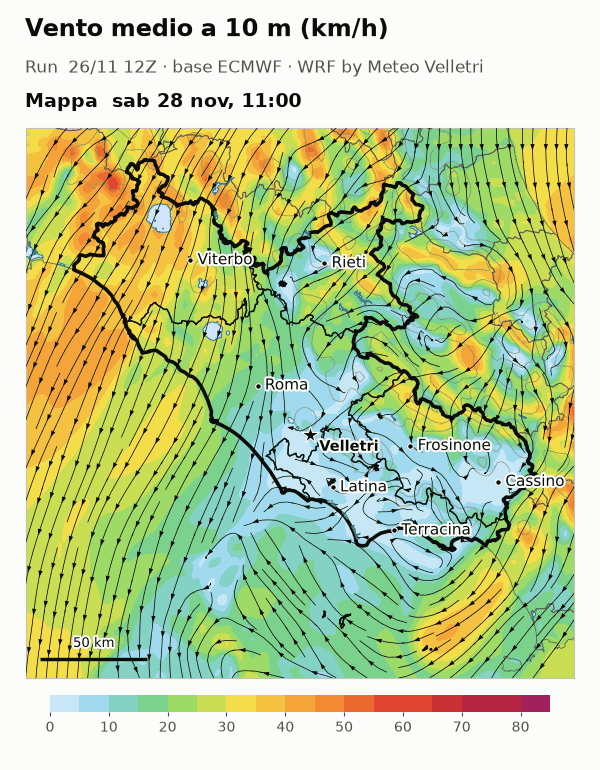 Vento medio a 10 m (km/h)
Run 26/11 12Z · base ECMWF · WRF by Meteo Velletri
Mappa sab 28 nov, 11:00
Viterbo
Rieti
Roma
Velletri
Frosinone
Latina
Cassino
Terracina
50 km
0 10 20 30 40 50 60 70 80